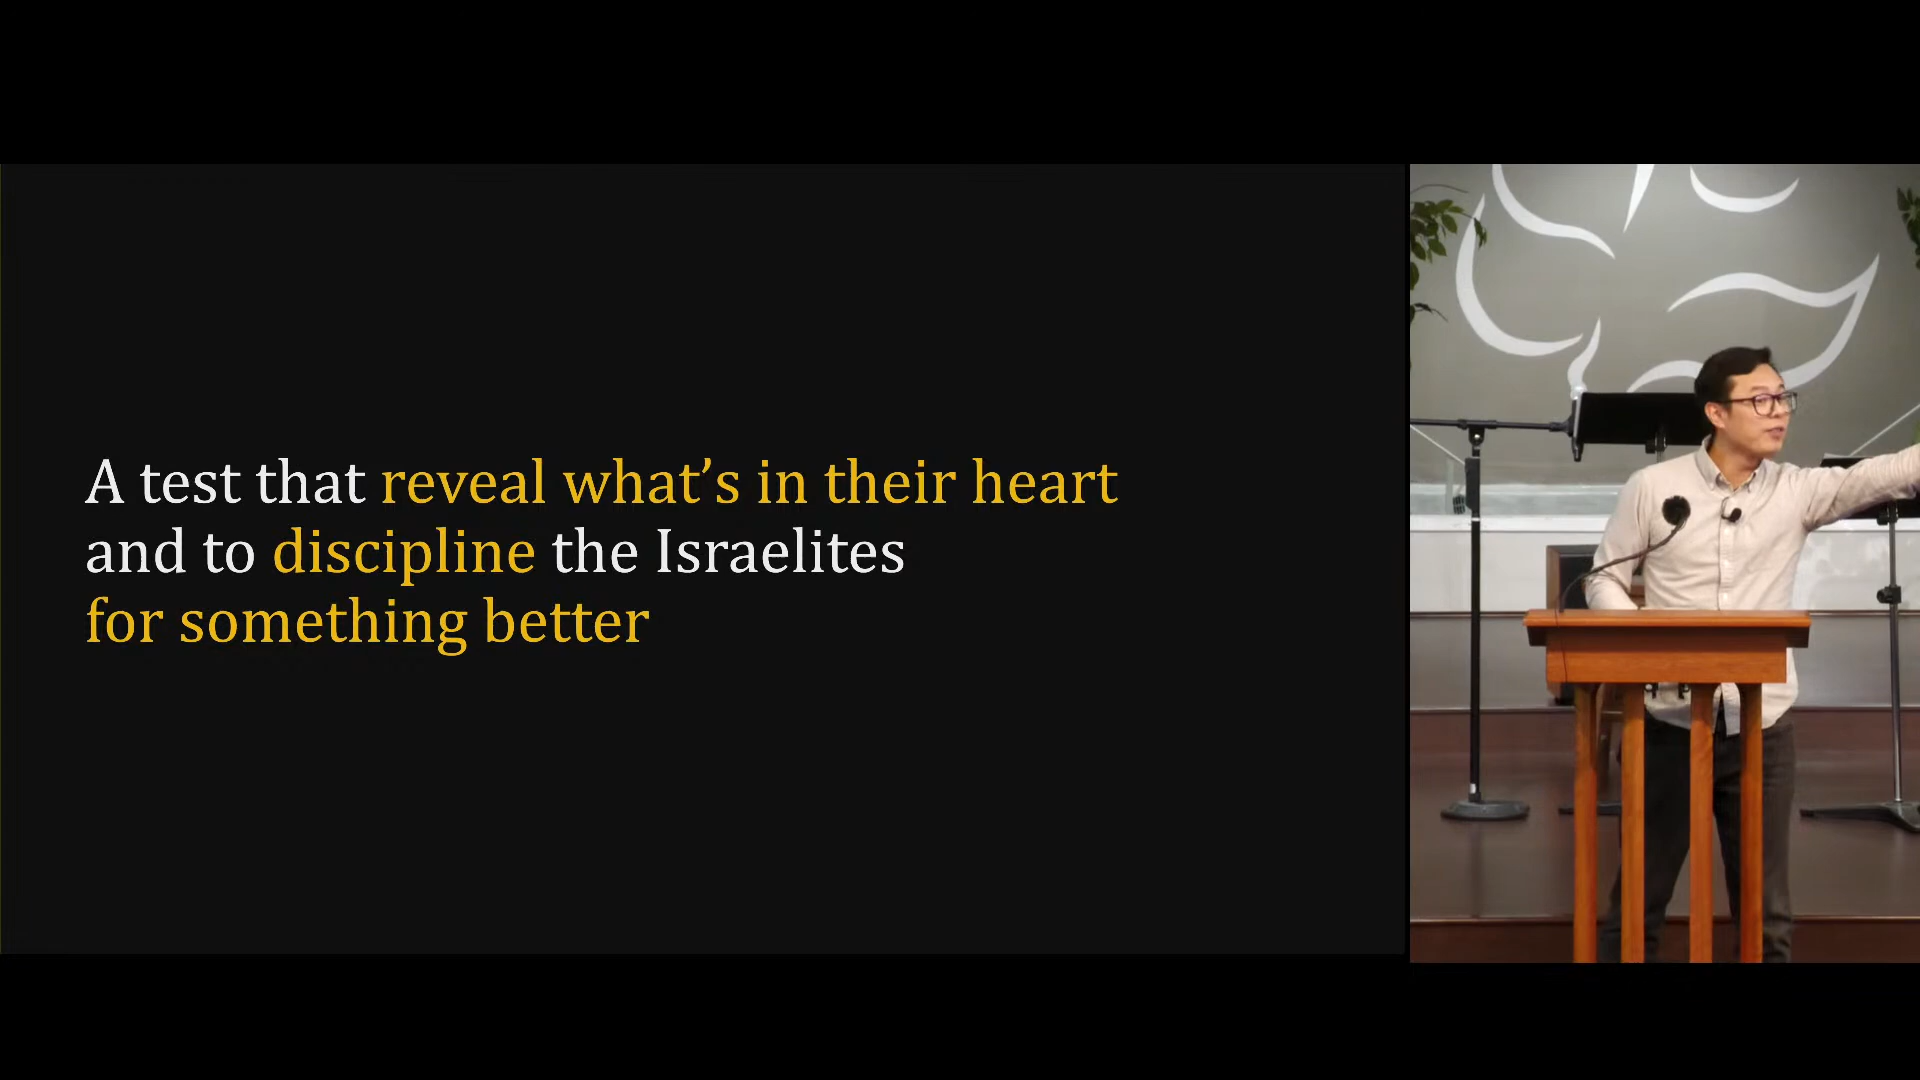 A test that reveal what’s in their heart
and to discipline the Israelites
for something better